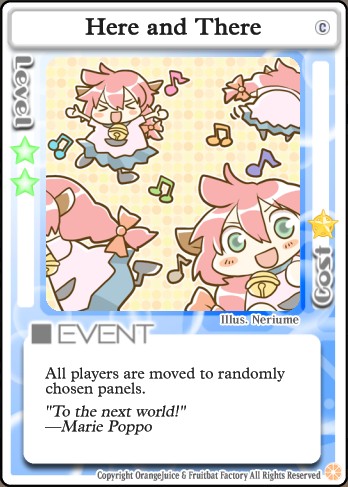 Here and There
C
Level
Cost
Illus. Neriume
EVENT
All players are moved to randomly
chosen panels.
"To the next world!"
—Marie Poppo
Copyright Orangejuice & Fruitbat Factory All Rights Reserved